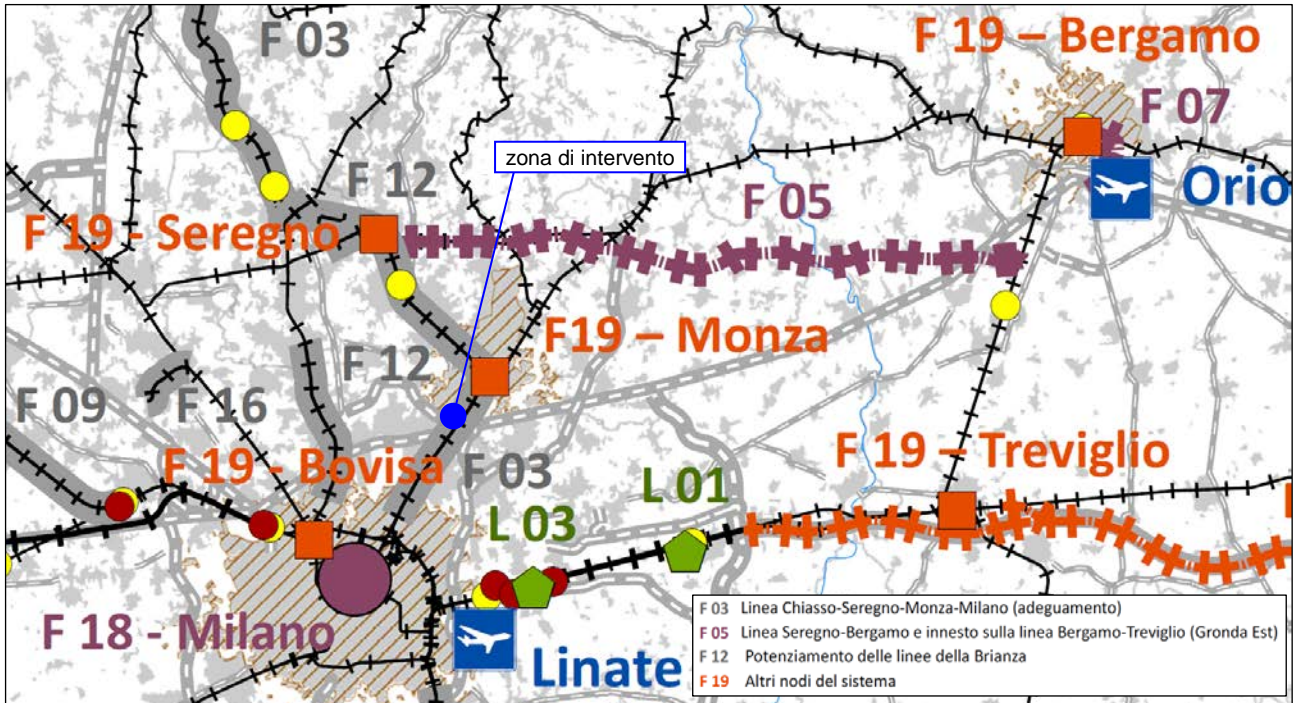 F 03
F 19 – Bergamo
F 07
zona di intervento
F 12
Orio
F 05
F 19 - Seregno
F19 – Monza
F 12
F 09
F 16
F 19 - Bovisa
F 03
F 19 – Treviglio
L 01
L 03
F 18 - Milano
Linate
F 03 Linea Chiasso-Seregno-Monza-Milano (adeguamento)
F 05 Linea Seregno-Bergamo e innesto sulla linea Bergamo-Treviglio (Gronda Est)
F 12 Potenziamento delle linee della Brianza
F 19 Altri nodi del sistema